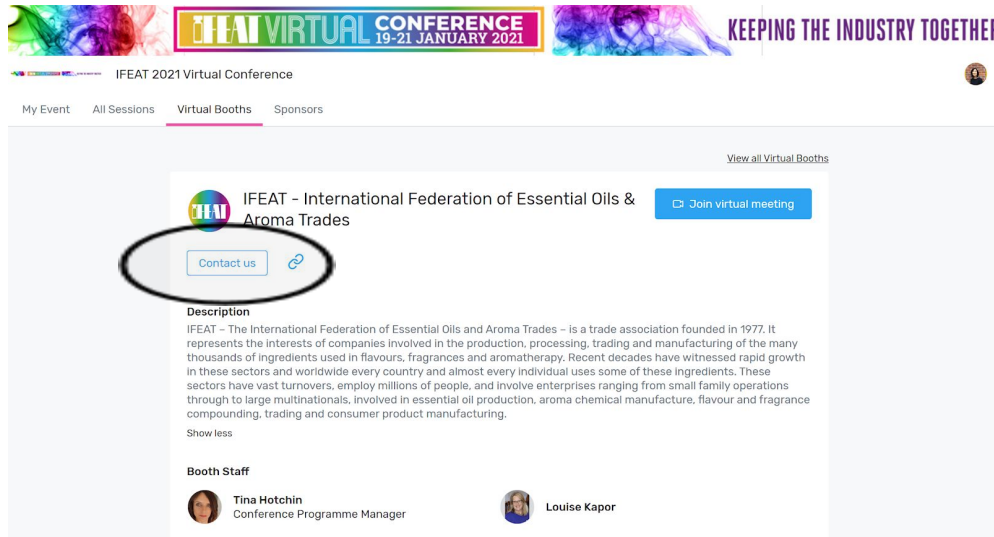 IFEAT VIRTUAL CONFERENCE
19-21 JANUARY 2021
KEEPING THE INDUSTRY TOGETHER
IFEAT 2021 Virtual Conference
My Event All Sessions Virtual Booths Sponsors
View all Virtual Booths
IFEAT
IFEAT - International Federation of Essential Oils &
Aroma Trades
Join virtual meeting
Contact us
Description
IFEAT – The International Federation of Essential Oils and Aroma Trades – is a trade association founded in 1977. It
represents the interests of companies involved in the production, processing, trading and manufacturing of the many
thousands of ingredients used in flavours, fragrances and aromatherapy. Recent decades have witnessed rapid growth
in these sectors and worldwide every country and almost every individual uses some of these ingredients. These
sectors have vast turnovers, employ millions of people, and involve enterprises ranging from small family operations
through to large multinationals, involved in essential oil production, aroma chemical manufacture, flavour and fragrance
compounding, trading and consumer product manufacturing.
Show less
Booth Staff
Tina Hotchin
Conference Programme Manager
Louise Kapor